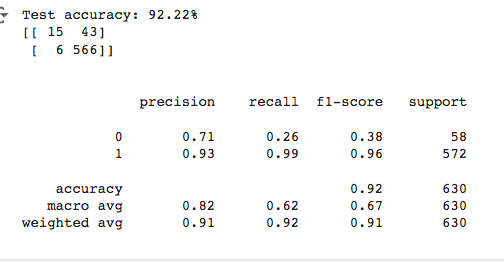 Test accuracy: 92.22%
[[ 15  43]
 [  6 566]]
              precision    recall  f1-score   support
           0       0.71      0.26      0.38        58
           1       0.93      0.99      0.96       572
    accuracy                           0.92       630
   macro avg       0.82      0.62      0.67       630
weighted avg       0.91      0.92      0.91       630